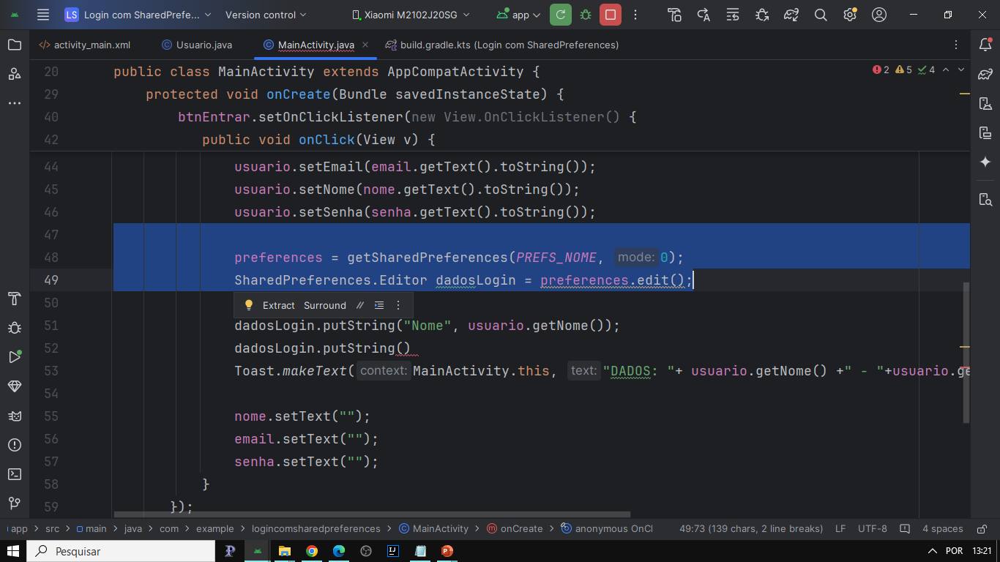 LS Login com SharedPrefe... Version control Xiaomi M2102J20SG app
activity_main.xml Usuario.java MainActivity.java build.gradle.kts (Login com SharedPreferences)
20 public class MainActivity extends AppCompatActivity { 2 5 4
29 protected void onCreate(Bundle savedInstanceState) {
40 btnEntrar.setOnClickListener(new View.OnClickListener() {
42 public void onClick(View v) {
44 usuario.setEmail(email.getText().toString());
45 usuario.setNome(nome.getText().toString());
46 usuario.setSenha(senha.getText().toString());
47
48 preferences = getSharedPreferences(PREFS_NOME, mode: 0);
49 SharedPreferences.Editor dadosLogin = preferences.edit();
50 Extract Surround
51 dadosLogin.putString("Nome", usuario.getNome());
52 dadosLogin.putString()
53 Toast.makeText(context: MainActivity.this, text: "DADOS: "+ usuario.getNome() +" - "+usuario.ge
54
55 nome.setText("");
56 email.setText("");
57 senha.setText("");
58 }
59 });
app > src > main > java > com > example > logincomsharedpreferences > MainActivity > onCreate > anonymous OnCl 49:73 (139 chars, 2 line breaks) LF UTF-8 4 spaces
Pesquisar POR 13:21